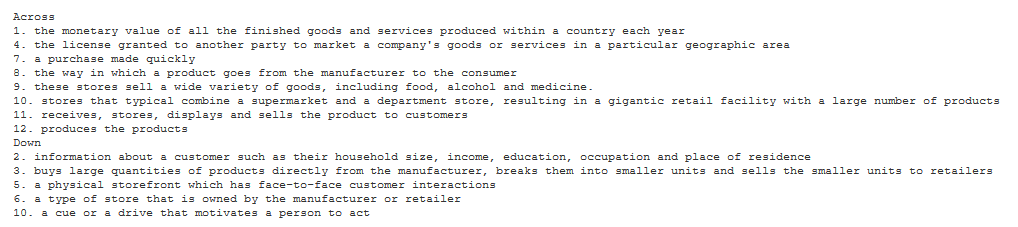 Across
1. the monetary value of all the finished goods and services produced within a country each year
4. the license granted to another party to market a company's goods or services in a particular geographic area
7. a purchase made quickly
8. the way in which a product goes from the manufacturer to the consumer
9. these stores sell a wide variety of goods, including food, alcohol and medicine.
10. stores that typical combine a supermarket and a department store, resulting in a gigantic retail facility with a large number of products
11. receives, stores, displays and sells the product to customers
12. produces the products
Down
2. information about a customer such as their household size, income, education, occupation and place of residence
3. buys large quantities of products directly from the manufacturer, breaks them into smaller units and sells the smaller units to retailers
5. a physical storefront which has face-to-face customer interactions
6. a type of store that is owned by the manufacturer or retailer
10. a cue or a drive that motivates a person to act